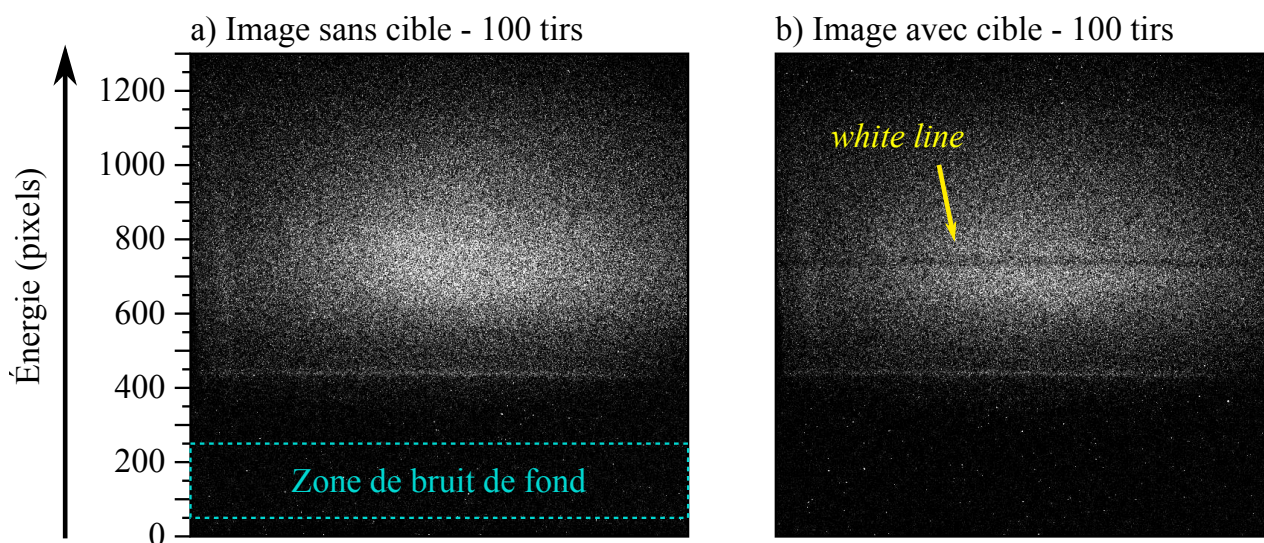 a) Image sans cible - 100 tirs
b) Image avec cible - 100 tirs
Énergie (pixels)
1200
1000
800
600
400
200
0
Zone de bruit de fond
white line